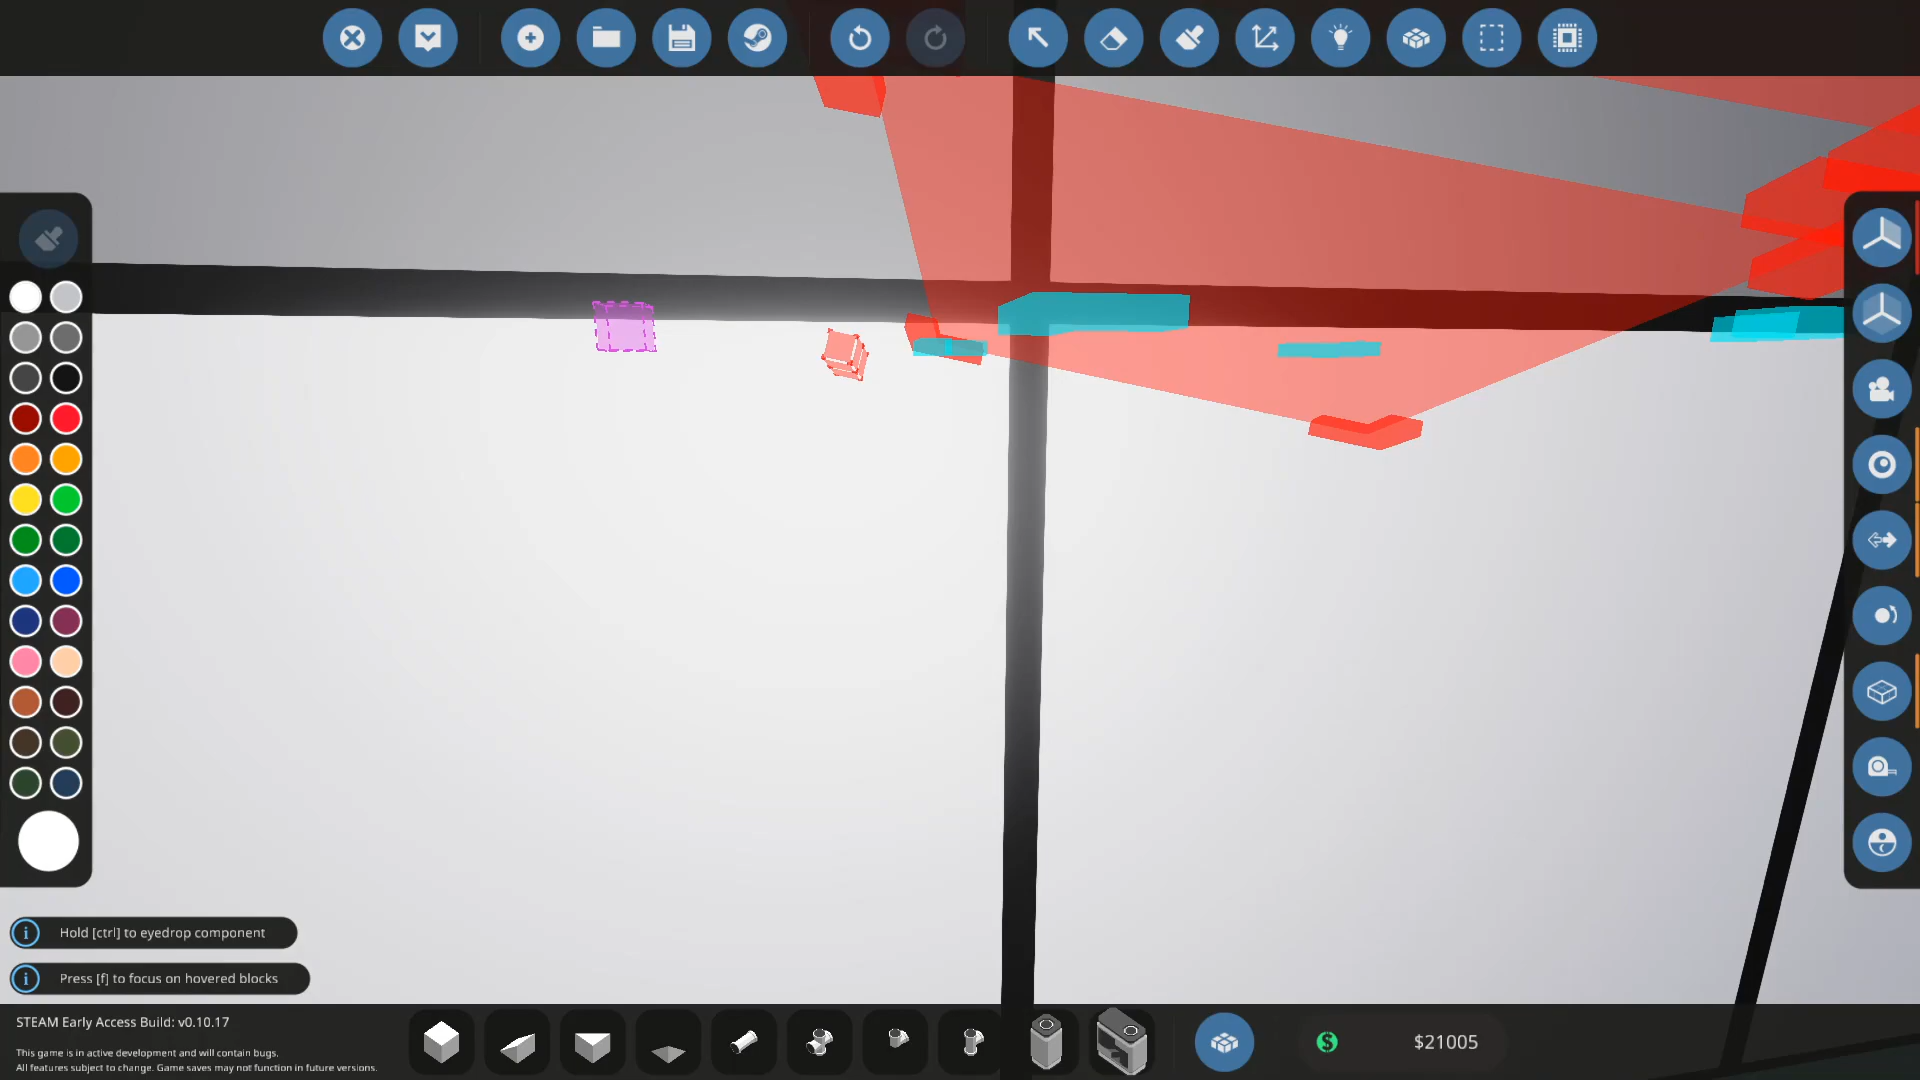 Hold [ctrl] to eyedrop component
Press [f] to focus on hovered blocks
STEAM Early Access Build: v0.10.17
This game is in active development and will contain bugs.
All features subject to change. Game saves may not function in future versions.
$21005